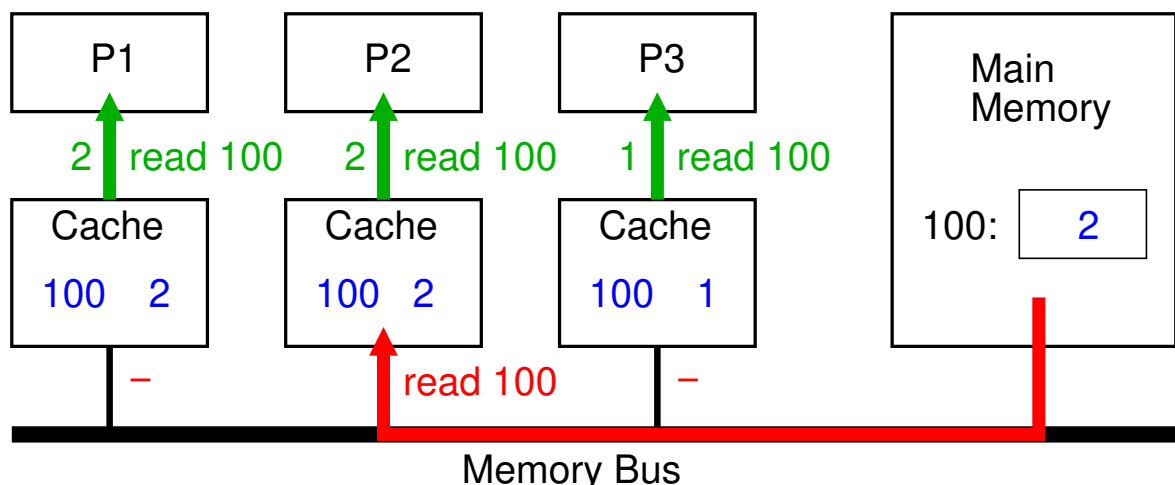 P1 P2 P3
Main
Memory
2 read 100 2 read 100 1 read 100
Cache Cache Cache
100: 2
100 2 100 2 100 1
– read 100 –
Memory Bus